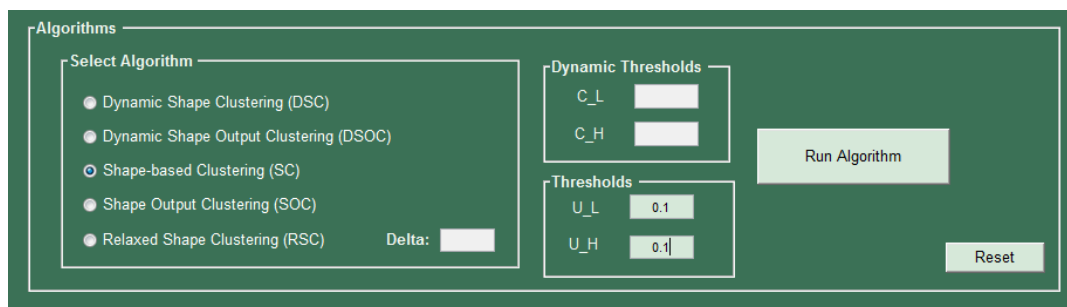 Algorithms
Select Algorithm
Dynamic Shape Clustering (DSC)
Dynamic Shape Output Clustering (DSOC)
Shape-based Clustering (SC)
Shape Output Clustering (SOC)
Relaxed Shape Clustering (RSC) Delta:
Dynamic Thresholds
C_L
C_H
Thresholds
U_L 0.1
U_H 0.1
Run Algorithm
Reset